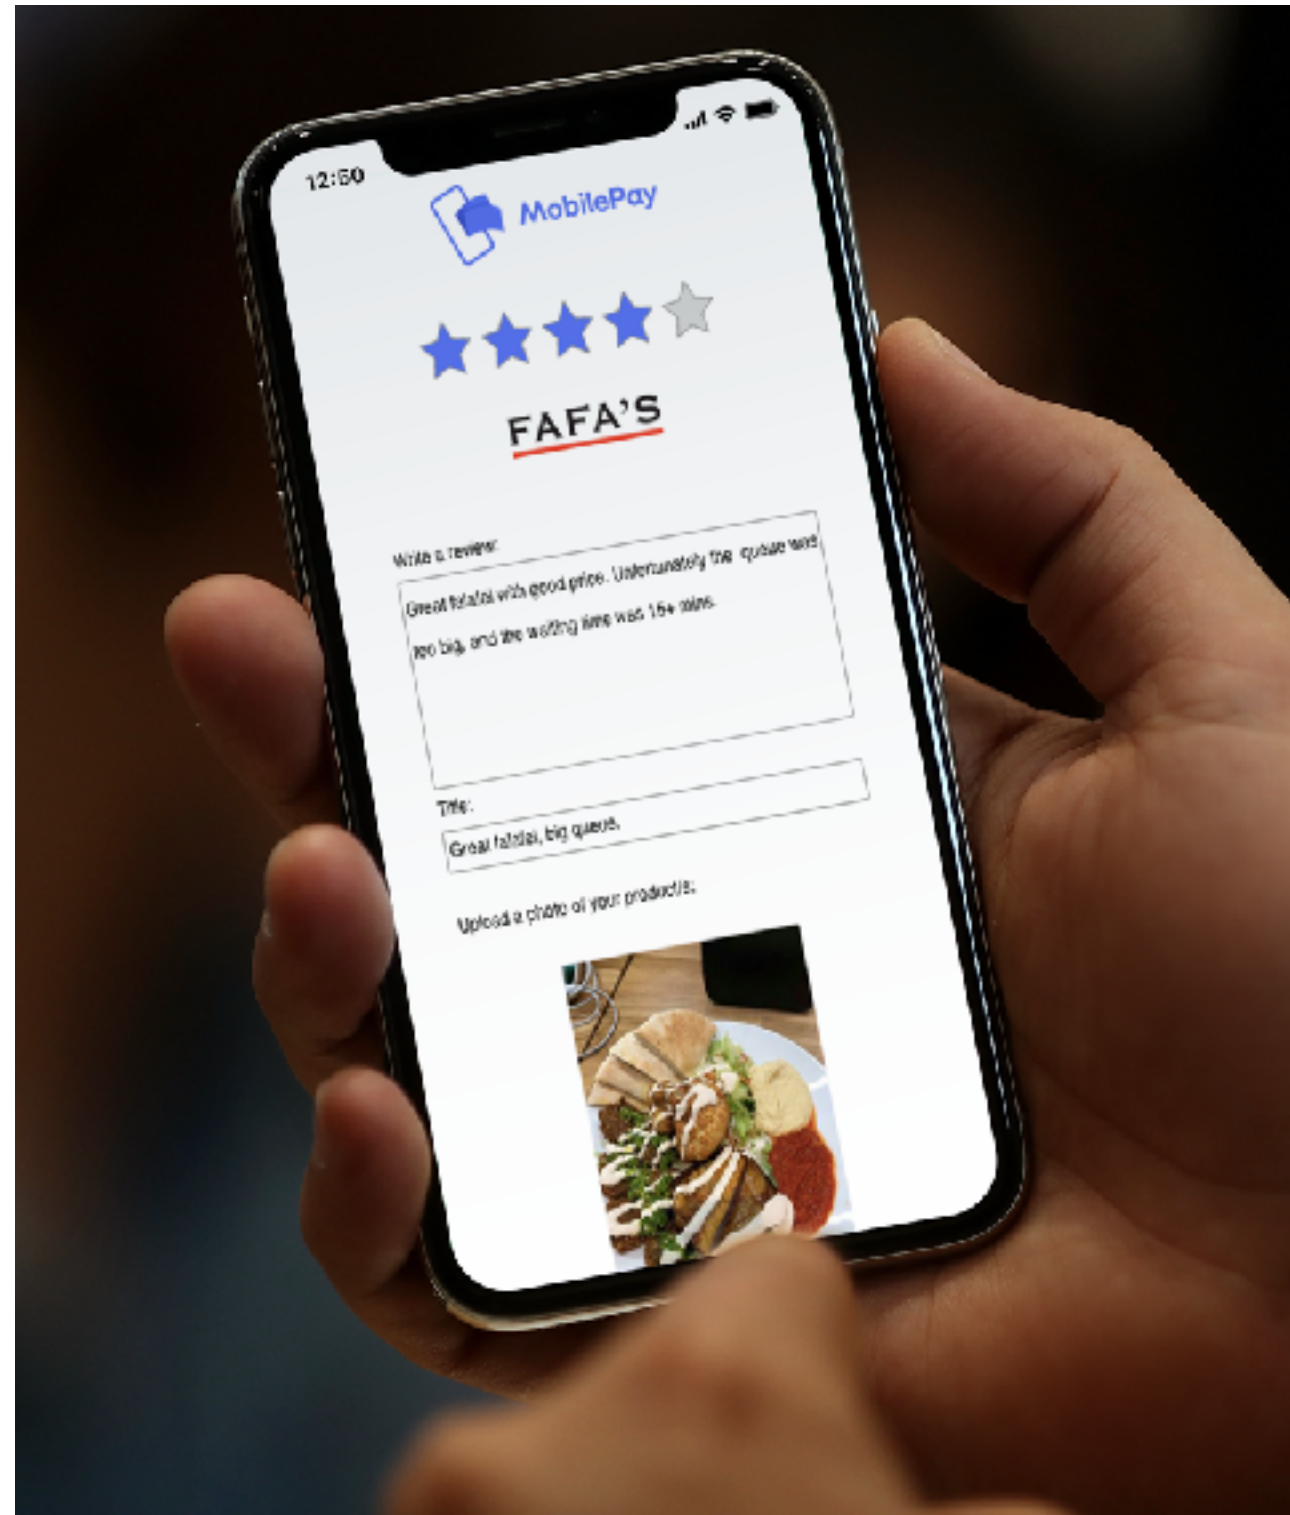 12:50
MobilePay
FAFA'S
Write a review:
Great falafel with good price. Unfortunately the queue was
too big, and the waiting time was 15+ mins.
Title:
Great falafel, big queue.
Upload a photo of your product/s: